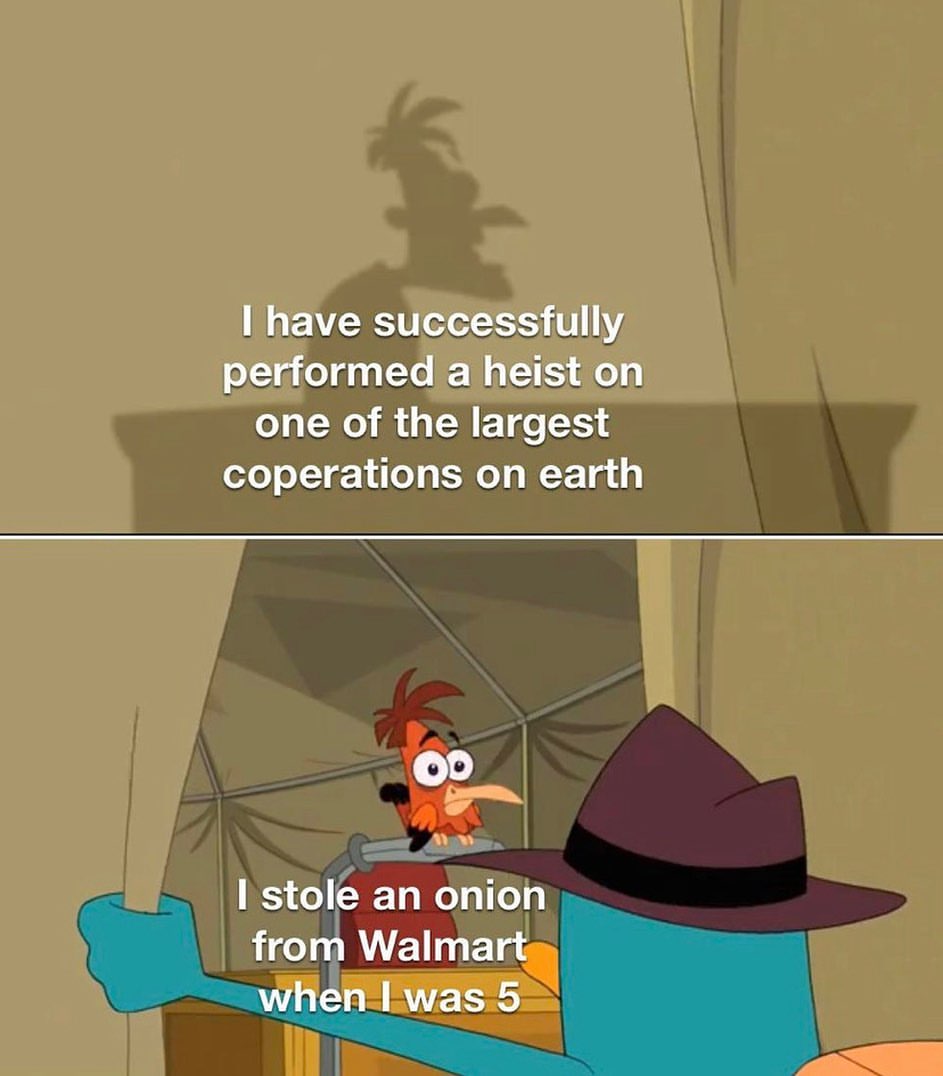 I have successfully
performed a heist on
one of the largest
coperations on earth
I stole an onion
from Walmart
when I was 5